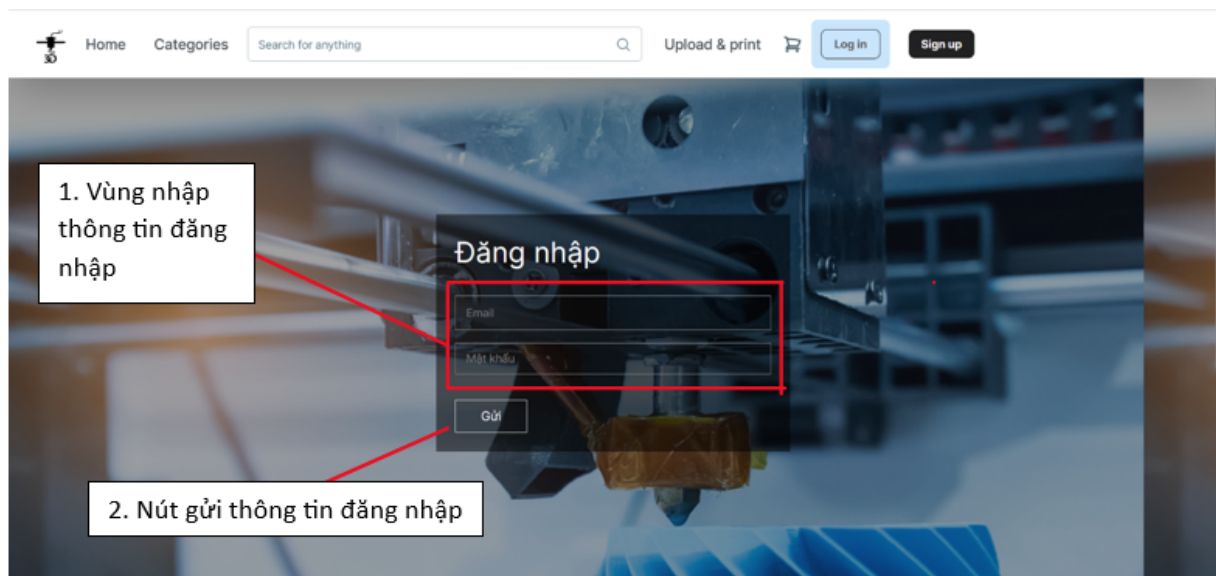 3D
Home
Categories
Search for anything
Upload & print
Log in
Sign up
1. Vùng nhập
thông tin đăng
nhập
Đăng nhập
Email
Mật khẩu
Gửi
2. Nút gửi thông tin đăng nhập